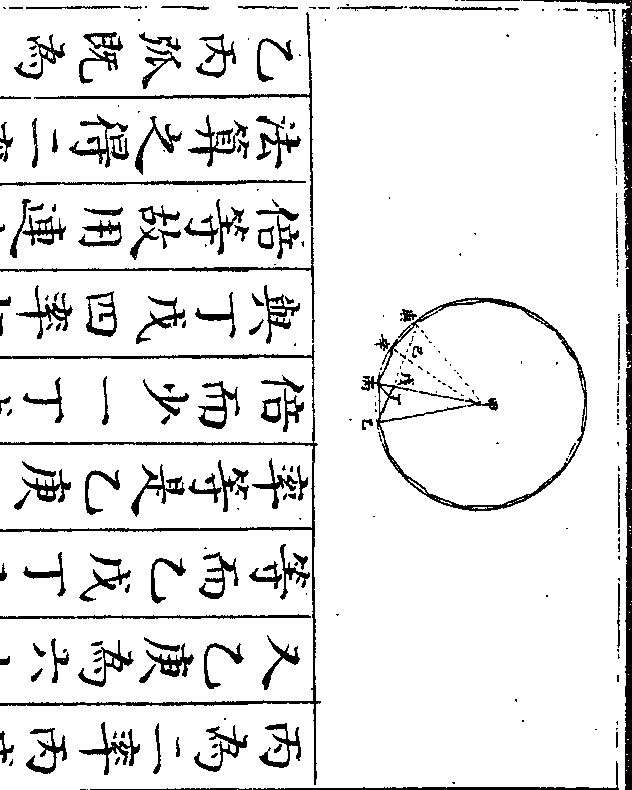 丙為二率丙
又乙庚為六
等而乙戊丁
率等是乙庚
倍而少一丁
與丁戊四率
倍等故用連
法算之得二
乙丙弧既為
庚
辛
己
丙
戊
丁
乙
甲